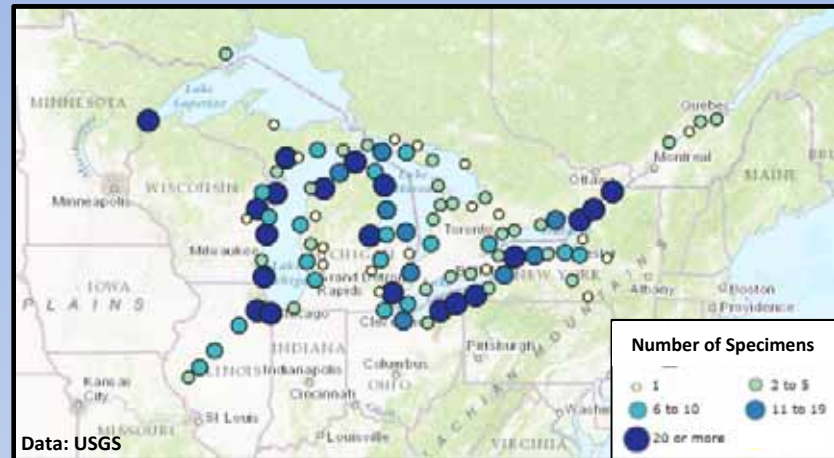 MINNESOTA
Lake
Superior
Quebec
Minneapolis
WISCONSIN
Ottawa
Montreal
MAINE
Milwaukee
Toronto
NEW YORK
Albany
Boston
Providence
IOWA
PLAINS
Grand
Detroit
Rapids
Chicago
INDIANA
Pittsburgh
Kansas
City
ILLINOIS
Indianapolis
Columbus
OHIO
Cincinnati
MOUNTAINS
St Louis
MISSOURI
Louisville
VIRGINIA
Data: USGS
Number of Specimens
1
2 to 5
6 to 10
11 to 19
20 or more